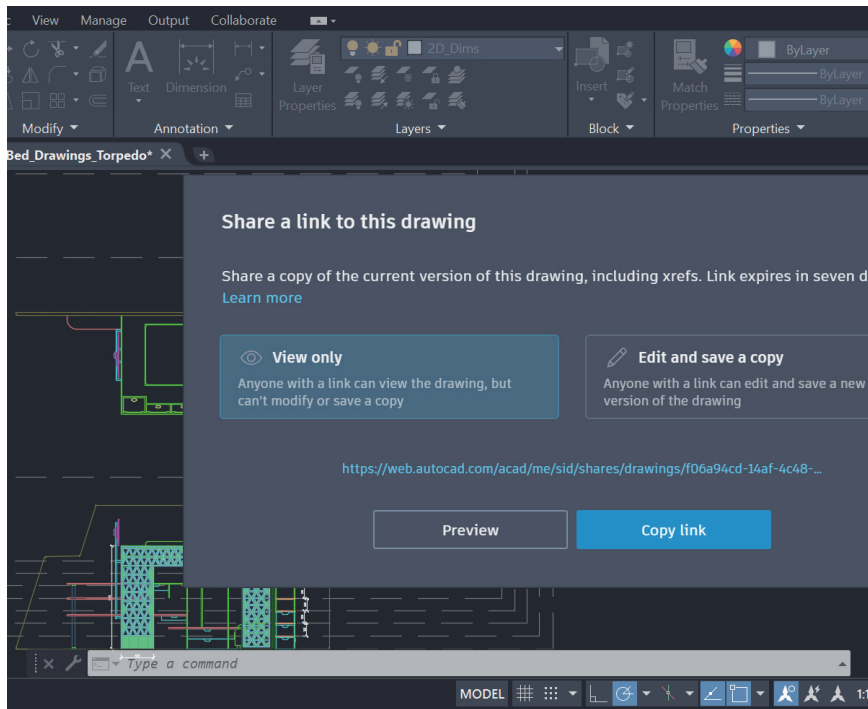 View Manage Output Collaborate
2D_Dims
ByLayer
Text Dimension
Layer
Properties
Insert
Match
Properties
ByLayer
ByLayer
Modify
Annotation
Layers
Block
Properties
Bed_Drawings_Torpedo*
Share a link to this drawing
Share a copy of the current version of this drawing, including xrefs. Link expires in seven d
Learn more
View only
Anyone with a link can view the drawing, but
can't modify or save a copy
Edit and save a copy
Anyone with a link can edit and save a new
version of the drawing
https://web.autocad.com/acad/me/sid/shares/drawings/f06a94cd-14af-4c48-...
Preview
Copy link
Type a command
MODEL
1:1